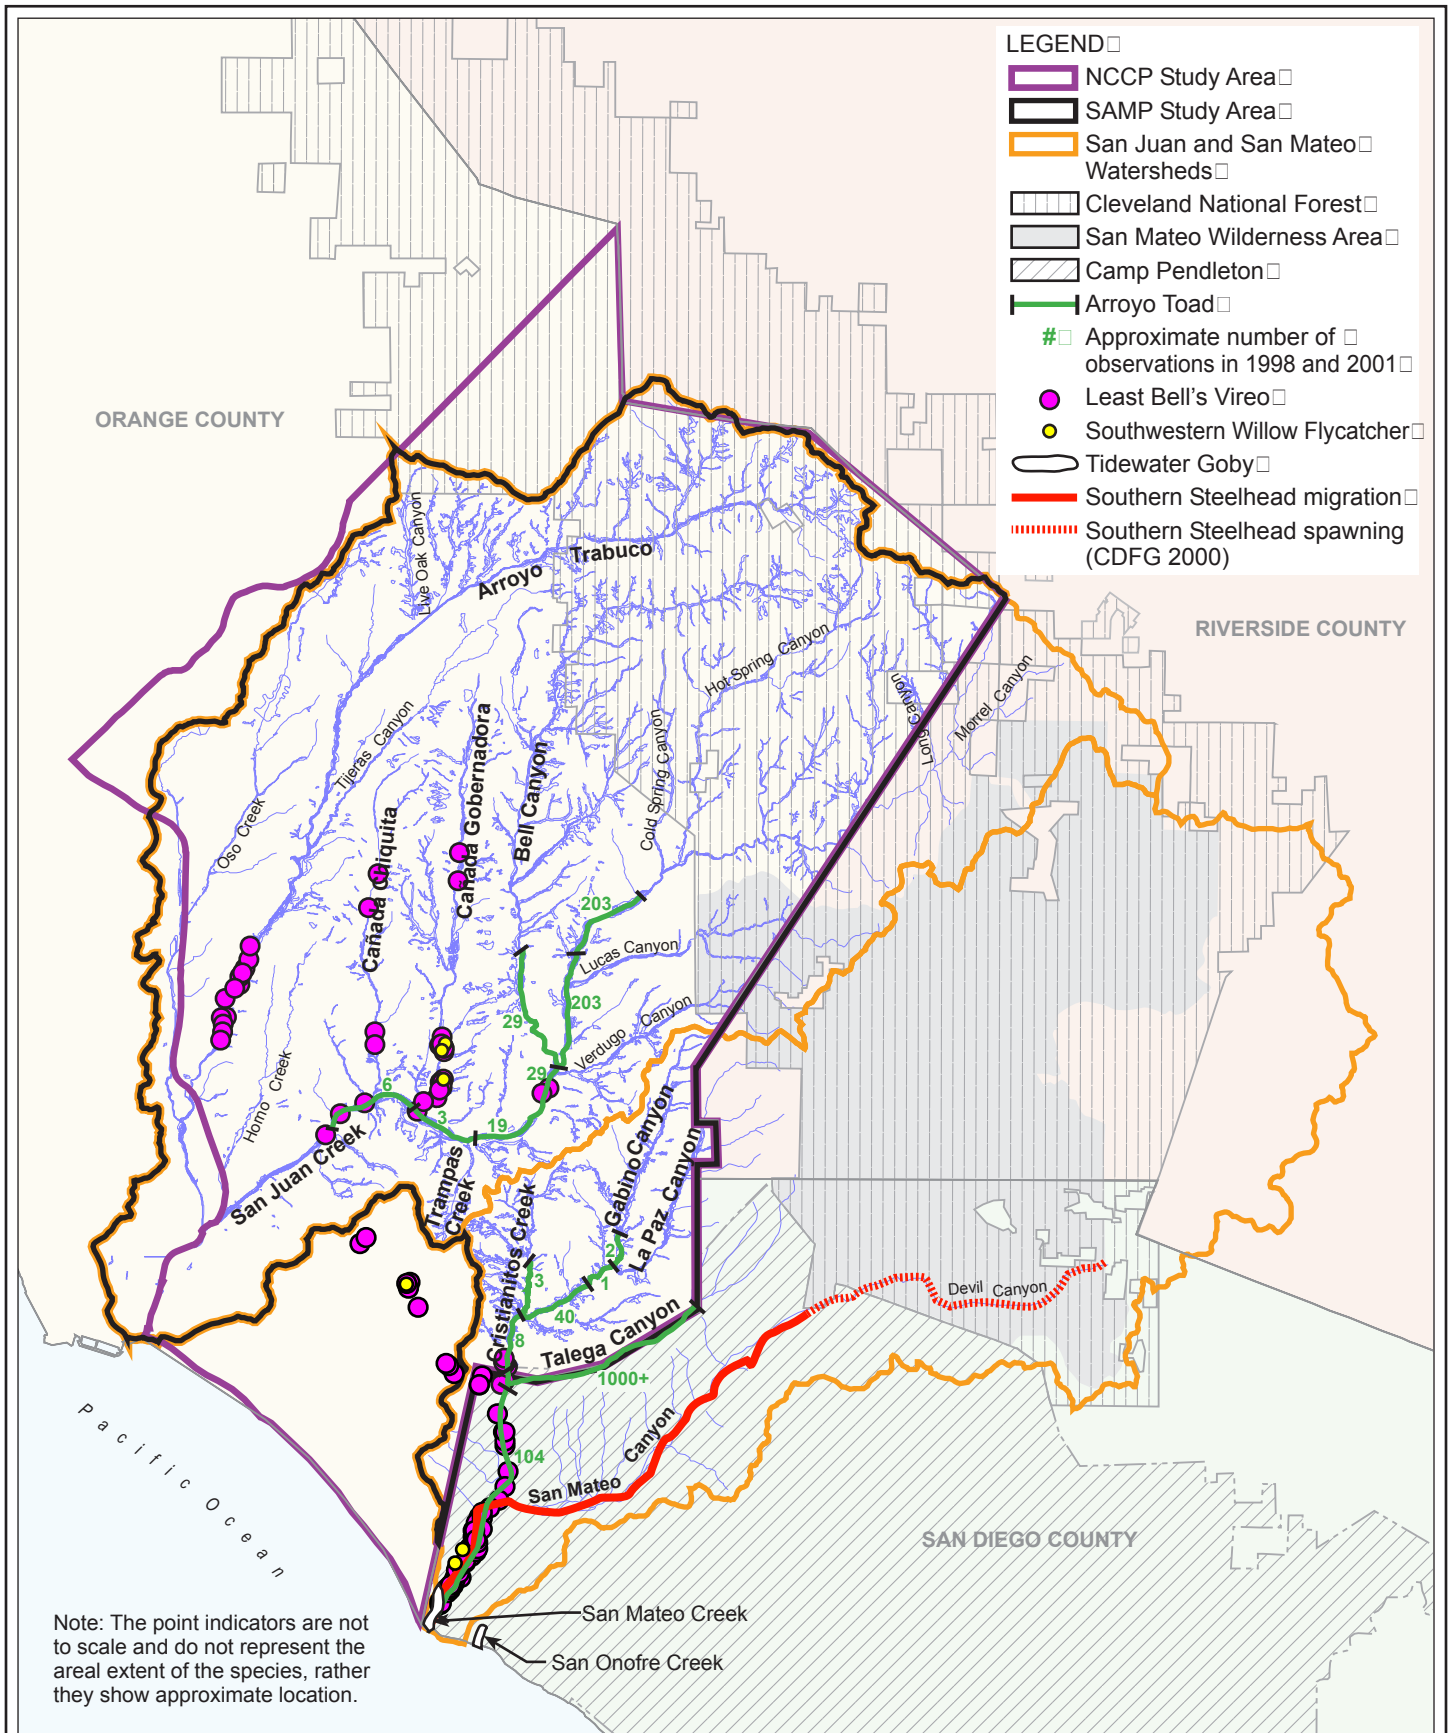 LEGEND
NCCP Study Area
SAMP Study Area
San Juan and San Mateo
Watersheds
Cleveland National Forest
San Mateo Wilderness Area
Camp Pendleton
Arroyo Toad
# Approximate number of
observations in 1998 and 2001
Least Bell's Vireo
Southwestern Willow Flycatcher
Tidewater Goby
Southern Steelhead migration
Southern Steelhead spawning
(CDFG 2000)
ORANGE COUNTY
RIVERSIDE COUNTY
Live Oak Canyon
Arroyo Trabuco
Hot Spring Canyon
Long Canyon
Morrel Canyon
Tijeras Canyon
Cañada Gobernadora
Bell Canyon
Cold Spring Canyon
Oso Creek
Cañada Chiquita
203
Lucas Canyon
203
29
Verdugo Canyon
Homo Creek
6
29
3
19
San Juan Creek
Trampas
Creek
Gabino Canyon
La Paz Canyon
Cristianitos Creek
2
3
1
40
8
Devil Canyon
Talega Canyon
1000+
104
San Mateo Canyon
Pacific Ocean
SAN DIEGO COUNTY
San Mateo Creek
San Onofre Creek
Note: The point indicators are not
to scale and do not represent the
areal extent of the species, rather
they show approximate location.